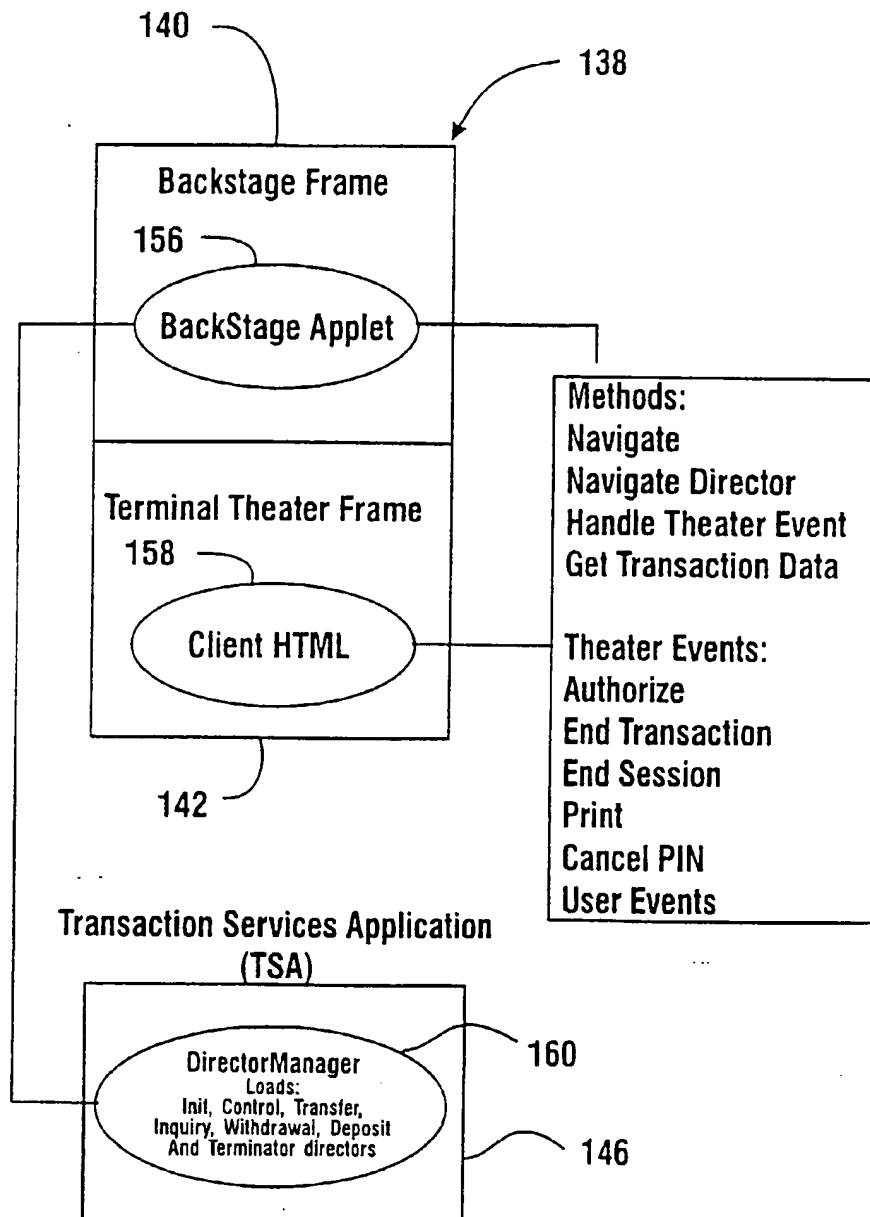 140
138
Backstage Frame
156
BackStage Applet
Terminal Theater Frame
158
Client HTML
142
Methods:
Navigate
Navigate Director
Handle Theater Event
Get Transaction Data
Theater Events:
Authorize
End Transaction
End Session
Print
Cancel PIN
User Events
Transaction Services Application
(TSA)
DirectorManager
Loads:
Init, Control, Transfer,
Inquiry, Withdrawal, Deposit
And Terminator directors
160
146